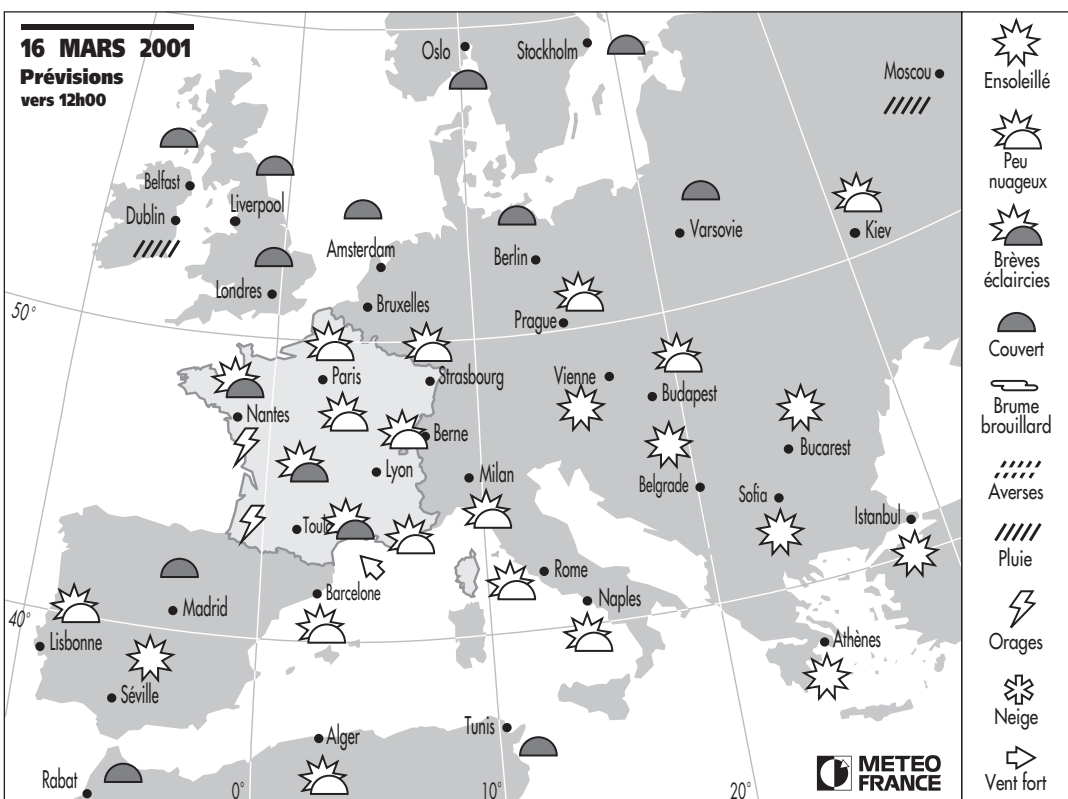 16 MARS 2001
Prévisions
vers 12h00
Oslo
Stockholm
Moscou
Belfast
Dublin
Liverpool
Amsterdam
Berlin
Varsovie
Kiev
Londres
Bruxelles
50°
Prague
Paris
Strasbourg
Vienne
Budapest
Nantes
Berne
Bucarest
Lyon
Milan
Belgrade
Sofia
Istanbul
Toulo
Rome
Barcelone
Naples
40°
Madrid
Lisbonne
Athènes
Séville
Alger
Tunis
Rabat
0°
10°
20°
METEO
FRANCE
Ensoleillé
Peu
nuageux
Brèves
éclaircies
Couvert
Brume
brouillard
Averses
Pluie
Orages
Neige
Vent fort